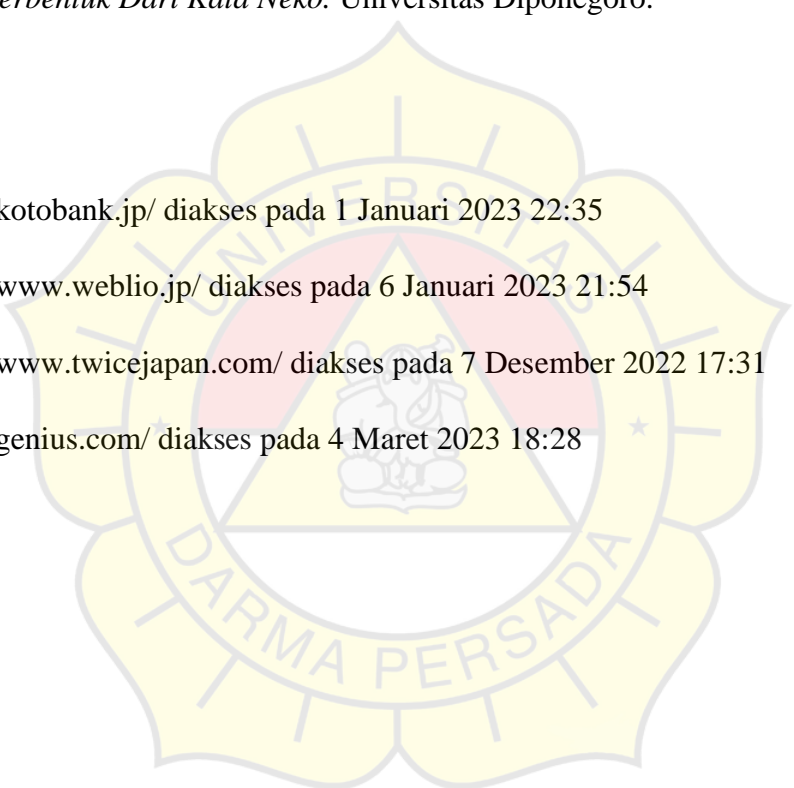 erbentuk Dari Kata Neko. Universitas Diponegoro.
kotobank.jp/ diakses pada 1 Januari 2023 22:35
www.weblio.jp/ diakses pada 6 Januari 2023 21:54
www.twicejapan.com/ diakses pada 7 Desember 2022 17:31
genius.com/ diakses pada 4 Maret 2023 18:28
UNIVERSITAS
DARMA PERSADA